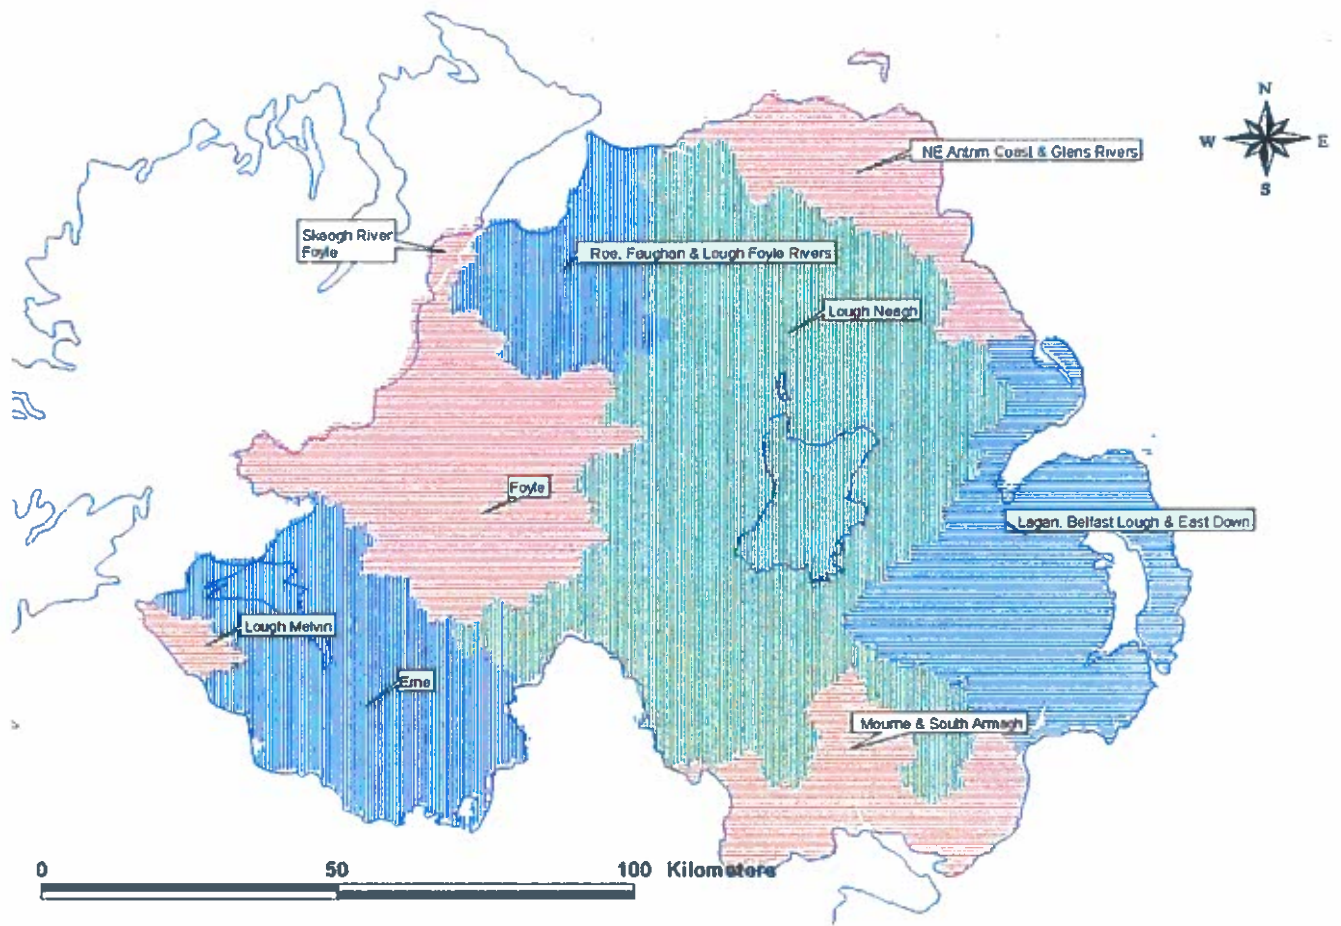 N
W E
S
NE Antrim Coast & Glens Rivers
Skeogh River
Foyle
Roe, Faughan & Lough Foyle Rivers
Lough Neagh
Foyle
Lagan, Belfast Lough & East Down
Lough Melvin
Erne
Mourne & South Armagh
0 50 100 Kilometers